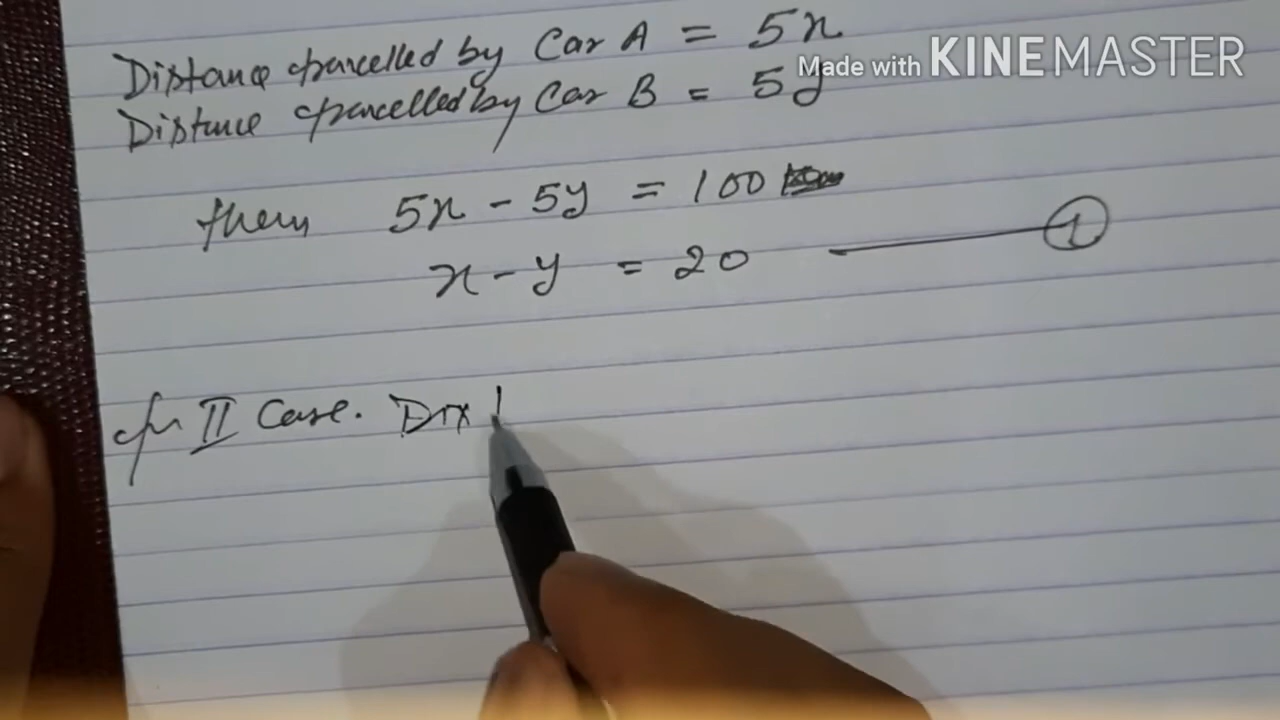 Distance travelled by Car A = 5x
Made with KINEMASTER
Distance travelled by Car B = 5y
then 5x - 5y = 100
x - y = 20 ①
for II Case. Dist